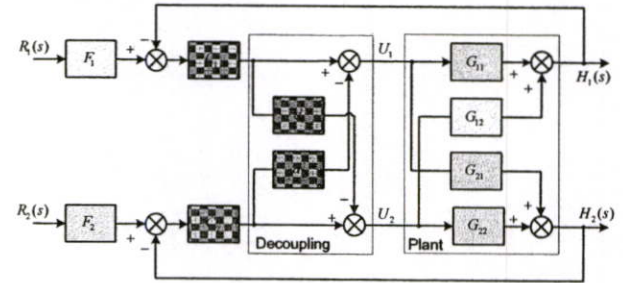 R₁(s)
F₁
+
−
+
−
U₁
G₁₁
+
+
H₁(s)
G₁₂
G₂₁
R₂(s)
F₂
+
−
−
+
U₂
G₂₂
+
+
H₂(s)
Decoupling
Plant